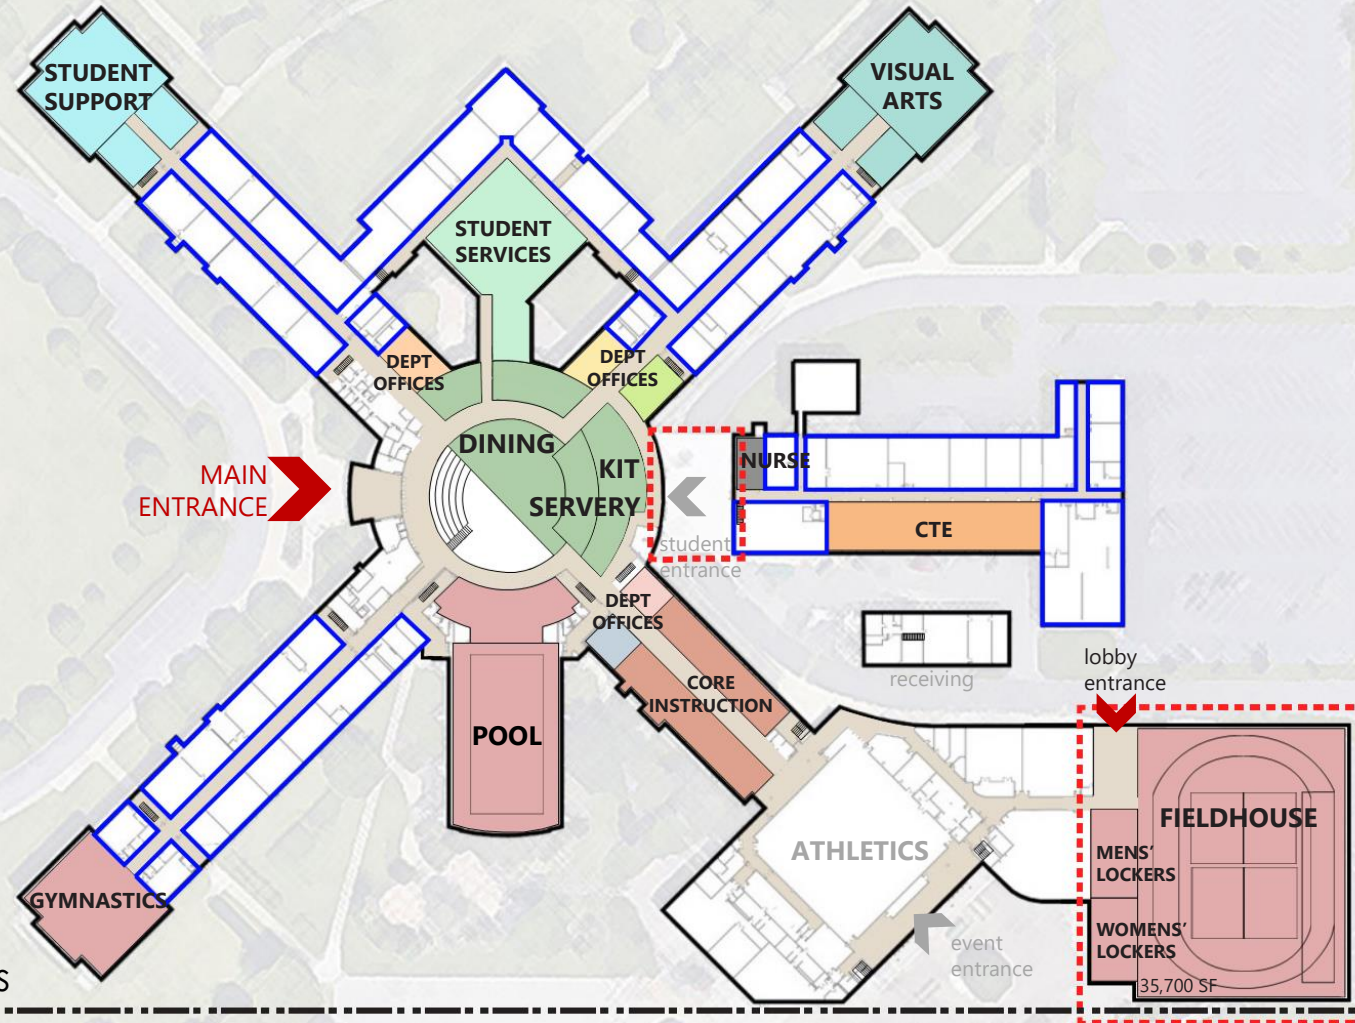 STUDENT
SUPPORT
VISUAL
ARTS
STUDENT
SERVICES
DEPT
OFFICES
DEPT
OFFICES
DINING
KIT
SERVERY
MAIN
ENTRANCE
NURSE
CTE
student
entrance
DEPT
OFFICES
receiving
lobby
entrance
CORE
INSTRUCTION
POOL
FIELDHOUSE
ATHLETICS
MENS'
LOCKERS
GYMNASTICS
WOMENS'
LOCKERS
event
entrance
35,700 SF
S